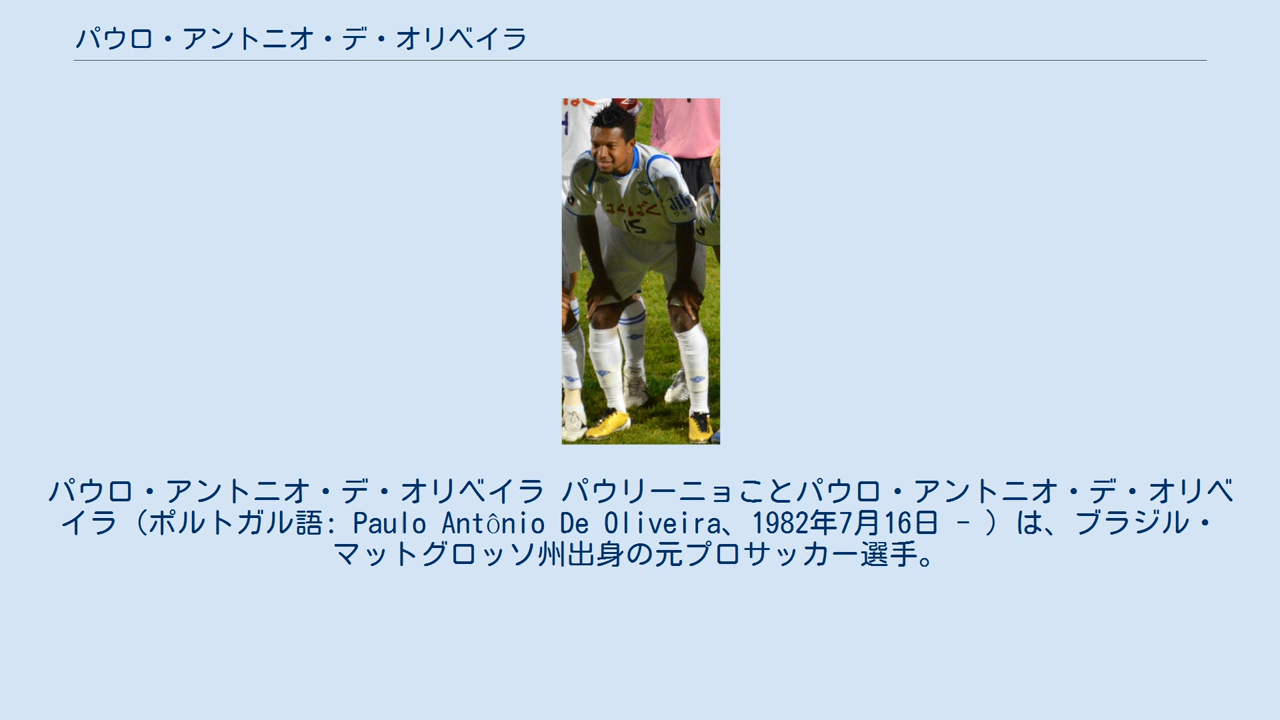 パウロ・アントニオ・デ・オリベイラ
はくばく
15
パウロ・アントニオ・デ・オリベイラ パウリーニョことパウロ・アントニオ・デ・オリベ
イラ（ポルトガル語: Paulo Antônio De Oliveira、1982年7月16日 - ）は、ブラジル・
マットグロッソ州出身の元プロサッカー選手。